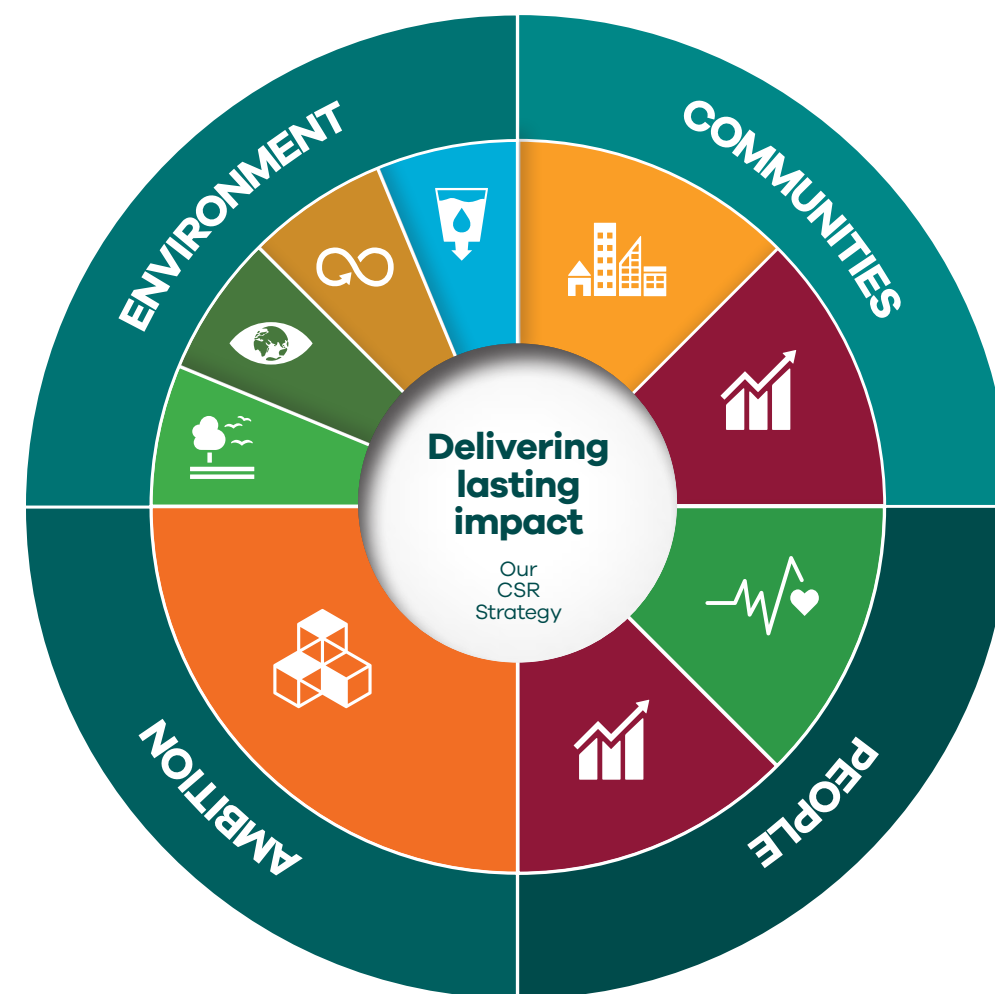 ENVIRONMENT
COMMUNITIES
Delivering
lasting
impact
Our
CSR
Strategy
AMBITION
PEOPLE